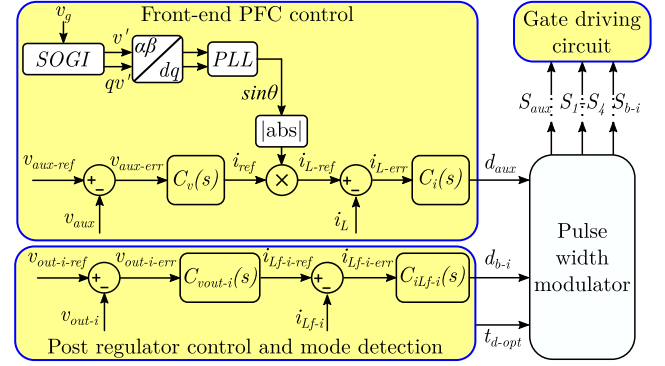 Front-end PFC control
v_g
SOGI
v'
qv'
αβ
dq
PLL
sinθ
|abs|
v_aux-ref
+
−
v_aux-err
v_aux
C_v(s)
i_ref
×
i_L-ref
+
−
i_L-err
i_L
C_i(s)
d_aux
v_out-i-ref
+
−
v_out-i-err
v_out-i
C_vout-i(s)
i_Lf-i-ref
+
−
i_Lf-i-err
i_Lf-i
C_iLf-i(s)
d_b-i
t_d-opt
Post regulator control and mode detection
Gate driving
circuit
S_aux
S_1-S_4
S_b-i
Pulse
width
modulator